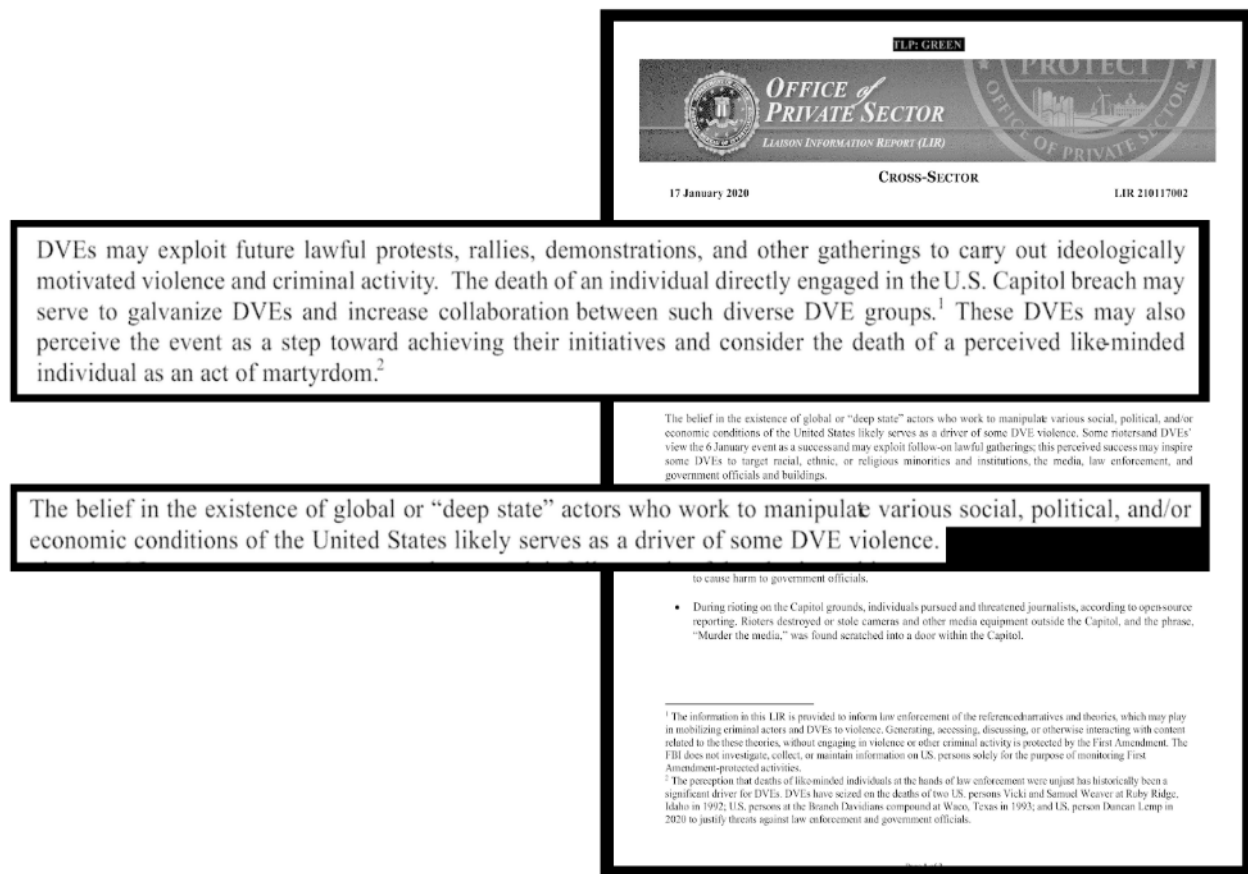 TLP: GREEN
PROTECT
OFFICE of
PRIVATE SECTOR
LIAISON INFORMATION REPORT (LIR)
OFFICE OF PRIVATE SECTOR
CROSS-SECTOR
17 January 2020 LIR 210117002
DVEs may exploit future lawful protests, rallies, demonstrations, and other gatherings to carry out ideologically
motivated violence and criminal activity. The death of an individual directly engaged in the U.S. Capitol breach may
serve to galvanize DVEs and increase collaboration between such diverse DVE groups.¹ These DVEs may also
perceive the event as a step toward achieving their initiatives and consider the death of a perceived like-minded
individual as an act of martyrdom.²
The belief in the existence of global or “deep state” actors who work to manipulate various social, political, and/or
economic conditions of the United States likely serves as a driver of some DVE violence. Some rioters and DVEs’
view the 6 January event as a success and may exploit follow-on lawful gatherings; this perceived success may inspire
some DVEs to target racial, ethnic, or religious minorities and institutions, the media, law enforcement, and
government officials and buildings.
The belief in the existence of global or “deep state” actors who work to manipulate various social, political, and/or
economic conditions of the United States likely serves as a driver of some DVE violence.
to cause harm to government officials.
• During rioting on the Capitol grounds, individuals pursued and threatened journalists, according to open-source
reporting. Rioters destroyed or stole cameras and other media equipment outside the Capitol, and the phrase,
“Murder the media,” was found scratched into a door within the Capitol.
¹ The information in this LIR is provided to inform law enforcement of the referenced narratives and theories, which may play
in mobilizing criminal actors and DVEs to violence. Generating, accessing, discussing, or otherwise interacting with content
related to the these theories, without engaging in violence or other criminal activity is protected by the First Amendment. The
FBI does not investigate, collect, or maintain information on US. persons solely for the purpose of monitoring First
Amendment-protected activities.
² The perception that deaths of like-minded individuals at the hands of law enforcement were unjust has historically been a
significant driver for DVEs. DVEs have seized on the deaths of two US. persons Vicki and Samuel Weaver at Ruby Ridge,
Idaho in 1992; U.S. persons at the Branch Davidians compound at Waco, Texas in 1993; and US. person Duncan Lemp in
2020 to justify threats against law enforcement and government officials.